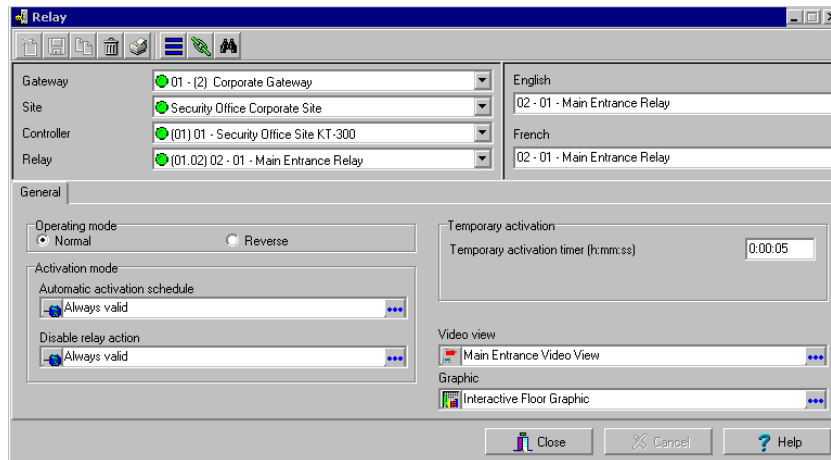 Relay
Gateway
01 - (2) Corporate Gateway
Site
Security Office Corporate Site
Controller
(01) 01 - Security Office Site KT-300
Relay
(01.02) 02 - 01 - Main Entrance Relay
English
02 - 01 - Main Entrance Relay
French
02 - 01 - Main Entrance Relay
General
Operating mode
Normal Reverse
Activation mode
Automatic activation schedule
Always valid
Disable relay action
Always valid
Temporary activation
Temporary activation timer (h:mm:ss) 0:00:05
Video view
Main Entrance Video View
Graphic
Interactive Floor Graphic
Close Cancel Help